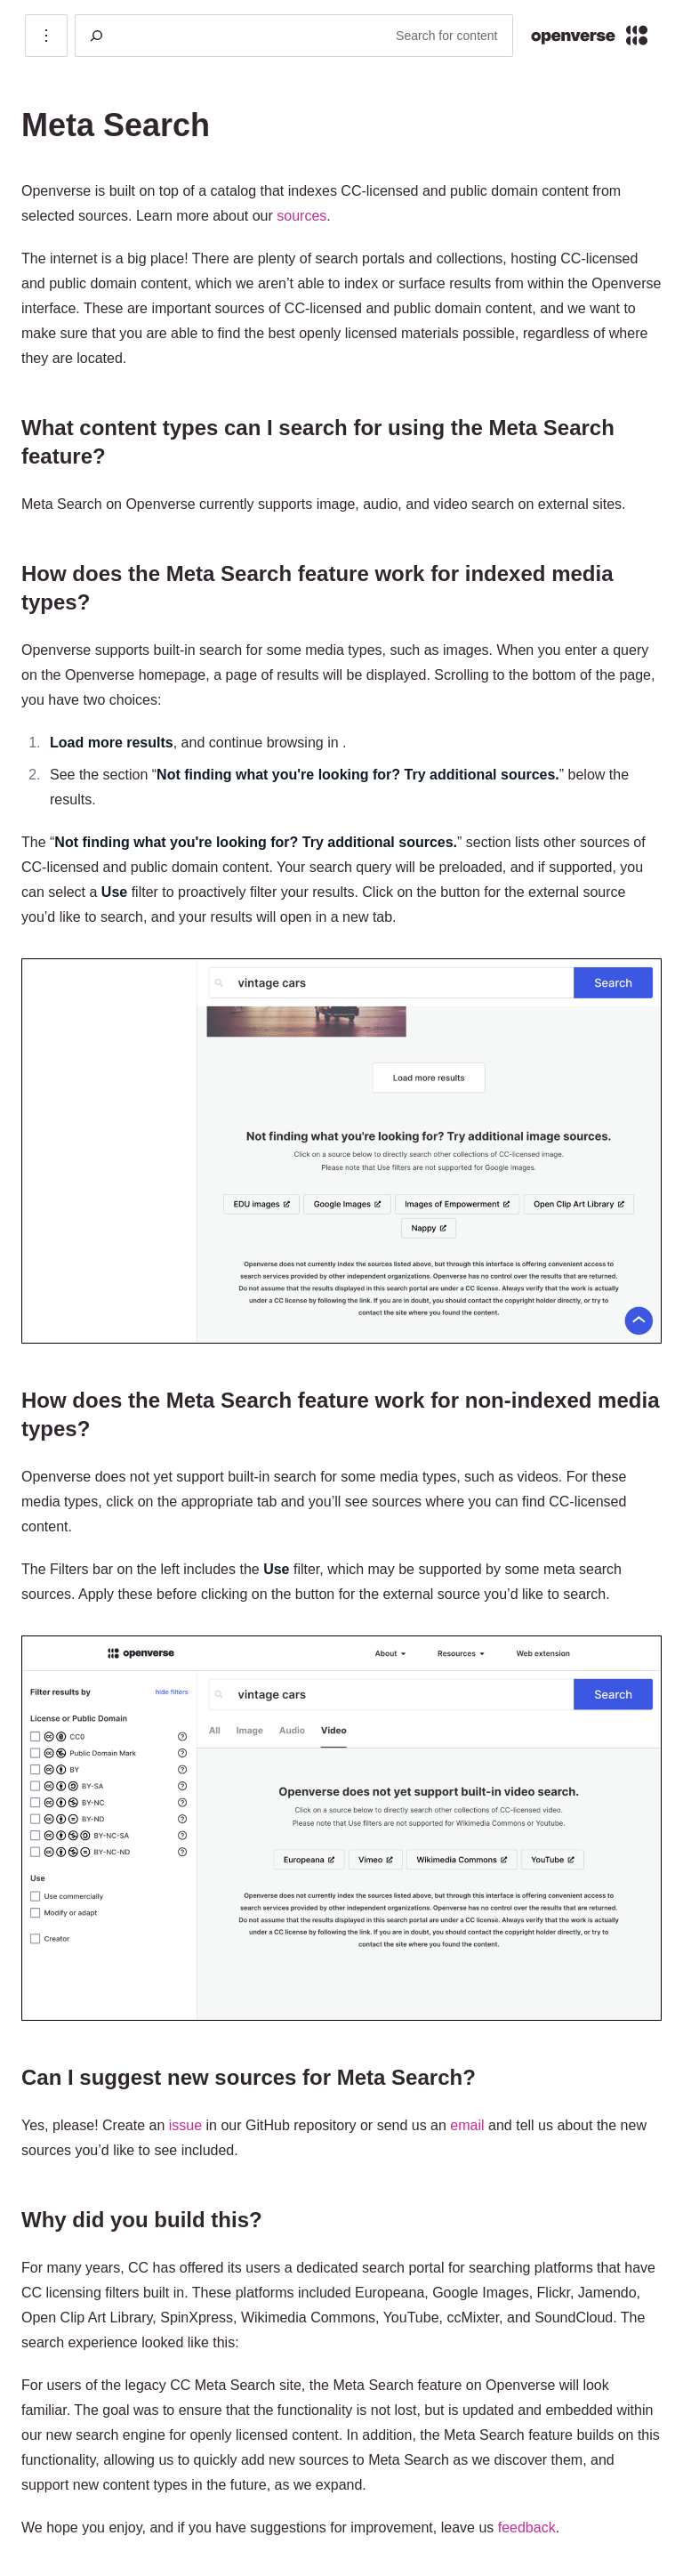 Search for content
openverse
Meta Search
Openverse is built on top of a catalog that indexes CC-licensed and public domain content from
selected sources. Learn more about our sources.
The internet is a big place! There are plenty of search portals and collections, hosting CC-licensed
and public domain content, which we aren’t able to index or surface results from within the Openverse
interface. These are important sources of CC-licensed and public domain content, and we want to
make sure that you are able to find the best openly licensed materials possible, regardless of where
they are located.
What content types can I search for using the Meta Search
feature?
Meta Search on Openverse currently supports image, audio, and video search on external sites.
How does the Meta Search feature work for indexed media
types?
Openverse supports built-in search for some media types, such as images. When you enter a query
on the Openverse homepage, a page of results will be displayed. Scrolling to the bottom of the page,
you have two choices:
1. Load more results, and continue browsing in .
2. See the section “Not finding what you're looking for? Try additional sources.” below the
results.
The “Not finding what you're looking for? Try additional sources.” section lists other sources of
CC-licensed and public domain content. Your search query will be preloaded, and if supported, you
can select a Use filter to proactively filter your results. Click on the button for the external source
you’d like to search, and your results will open in a new tab.
vintage cars Search
Load more results
Not finding what you're looking for? Try additional image sources.
Click on a source below to directly search other collections of CC-licensed image.
Please note that Use filters are not supported for Google Images.
EDU images Google Images Images of Empowerment Open Clip Art Library
Nappy
Openverse does not currently index the sources listed above, but through this interface is offering convenient access to
search services provided by other independent organizations. Openverse has no control over the results that are returned.
Do not assume that the results displayed in this search portal are under a CC license. Always verify that the work is actually
under a CC license by following the link. If you are in doubt, you should contact the copyright holder directly, or try to
contact the site where you found the content.
How does the Meta Search feature work for non-indexed media
types?
Openverse does not yet support built-in search for some media types, such as videos. For these
media types, click on the appropriate tab and you’ll see sources where you can find CC-licensed
content.
The Filters bar on the left includes the Use filter, which may be supported by some meta search
sources. Apply these before clicking on the button for the external source you’d like to search.
openverse About Resources Web extension
Filter results by hide filters
License or Public Domain
CC0
Public Domain Mark
BY
BY-SA
BY-NC
BY-ND
BY-NC-SA
BY-NC-ND
Use
Use commercially
Modify or adapt
Creator
vintage cars Search
All Image Audio Video
Openverse does not yet support built-in video search.
Click on a source below to directly search other collections of CC-licensed video.
Please note that Use filters are not supported for Wikimedia Commons or Youtube.
Europeana Vimeo Wikimedia Commons YouTube
Openverse does not currently index the sources listed above, but through this interface is offering convenient access to
search services provided by other independent organizations. Openverse has no control over the results that are returned.
Do not assume that the results displayed in this search portal are under a CC license. Always verify that the work is actually
under a CC license by following the link. If you are in doubt, you should contact the copyright holder directly, or try to
contact the site where you found the content.
Can I suggest new sources for Meta Search?
Yes, please! Create an issue in our GitHub repository or send us an email and tell us about the new
sources you’d like to see included.
Why did you build this?
For many years, CC has offered its users a dedicated search portal for searching platforms that have
CC licensing filters built in. These platforms included Europeana, Google Images, Flickr, Jamendo,
Open Clip Art Library, SpinXpress, Wikimedia Commons, YouTube, ccMixter, and SoundCloud. The
search experience looked like this:
For users of the legacy CC Meta Search site, the Meta Search feature on Openverse will look
familiar. The goal was to ensure that the functionality is not lost, but is updated and embedded within
our new search engine for openly licensed content. In addition, the Meta Search feature builds on this
functionality, allowing us to quickly add new sources to Meta Search as we discover them, and
support new content types in the future, as we expand.
We hope you enjoy, and if you have suggestions for improvement, leave us feedback.